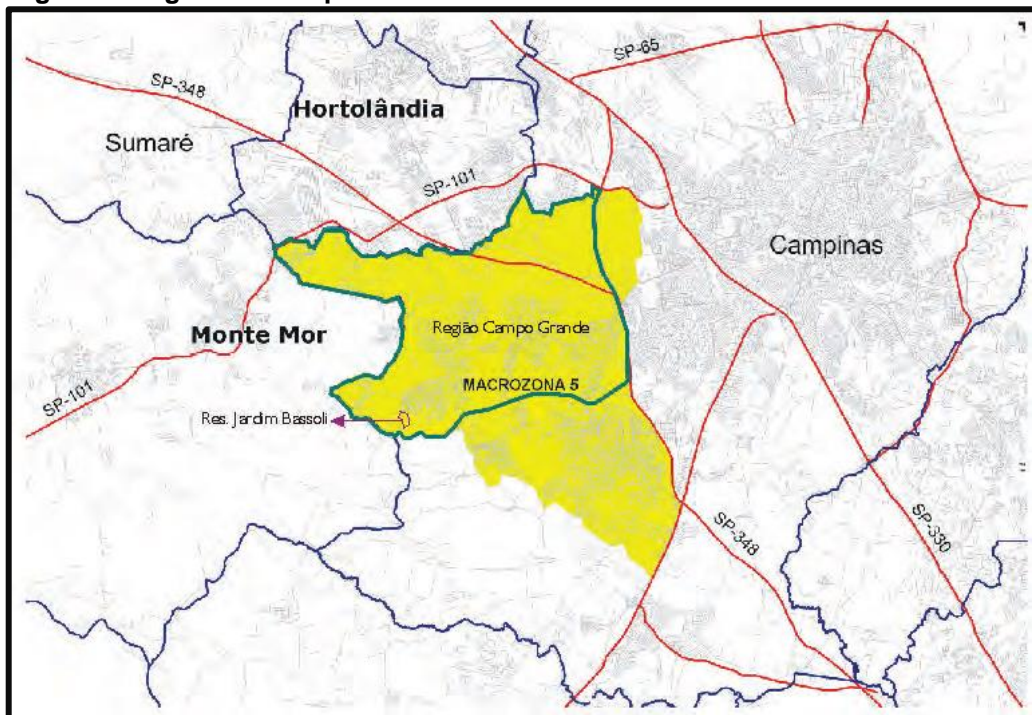 SP-65
SP-348
Hortolândia
Sumaré
SP-101
Campinas
Região Campo Grande
Monte Mor
MACROZONA 5
SP-101
Res. Jardim Bassoli
SP-348
SP-330